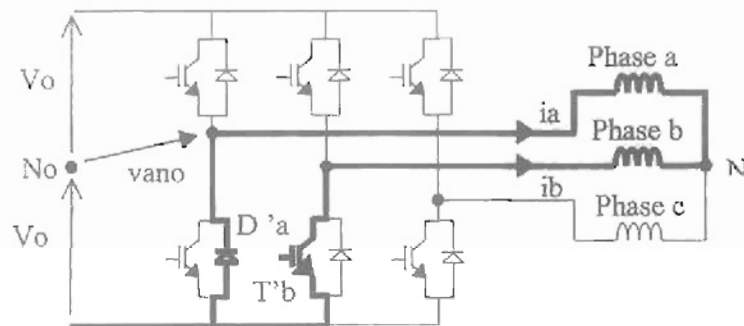 Vo
No
Vo
vano
D'a
T'b
ia
ib
Phase a
Phase b
Phase c
N